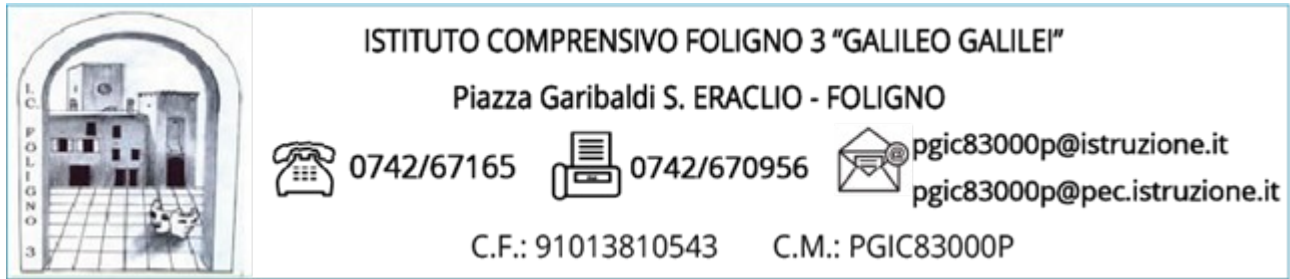 I.C. FOLIGNO 3
ISTITUTO COMPRENSIVO FOLIGNO 3 “GALILEO GALILEI”
Piazza Garibaldi S. ERACLIO - FOLIGNO
0742/67165 0742/670956 pgic83000p@istruzione.it
pgic83000p@pec.istruzione.it
C.F.: 91013810543 C.M.: PGIC83000P